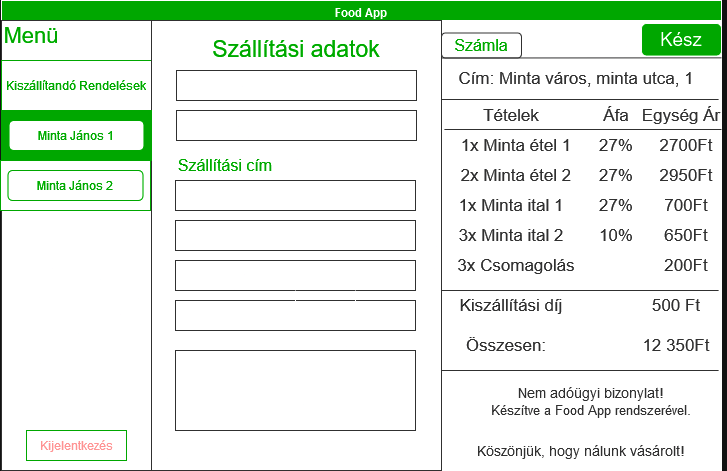 Food App
Menü
Kiszállítandó Rendelések
Minta János 1
Minta János 2
Kijelentkezés
Szállítási adatok
Szállítási cím
Számla
Kész
Cím: Minta város, minta utca, 1
Tételek Áfa Egység Ár
1x Minta étel 1 27% 2700Ft
2x Minta étel 2 27% 2950Ft
1x Minta ital 1 27% 700Ft
3x Minta ital 2 10% 650Ft
3x Csomagolás 200Ft
Kiszállítási díj 500 Ft
Összesen: 12 350Ft
Nem adóügyi bizonylat!
Készítve a Food App rendszerével.
Köszönjük, hogy nálunk vásárolt!